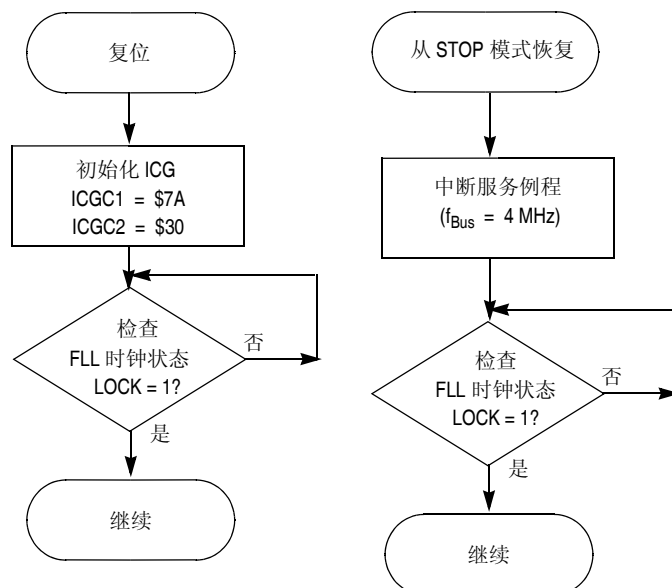 复位
初始化 ICG
ICGC1 = $7A
ICGC2 = $30
检查
FLL 时钟状态
LOCK = 1?
否
是
继续
从 STOP 模式恢复
中断服务例程
(fBus = 4 MHz)
检查
FLL 时钟状态
LOCK = 1?
否
是
继续